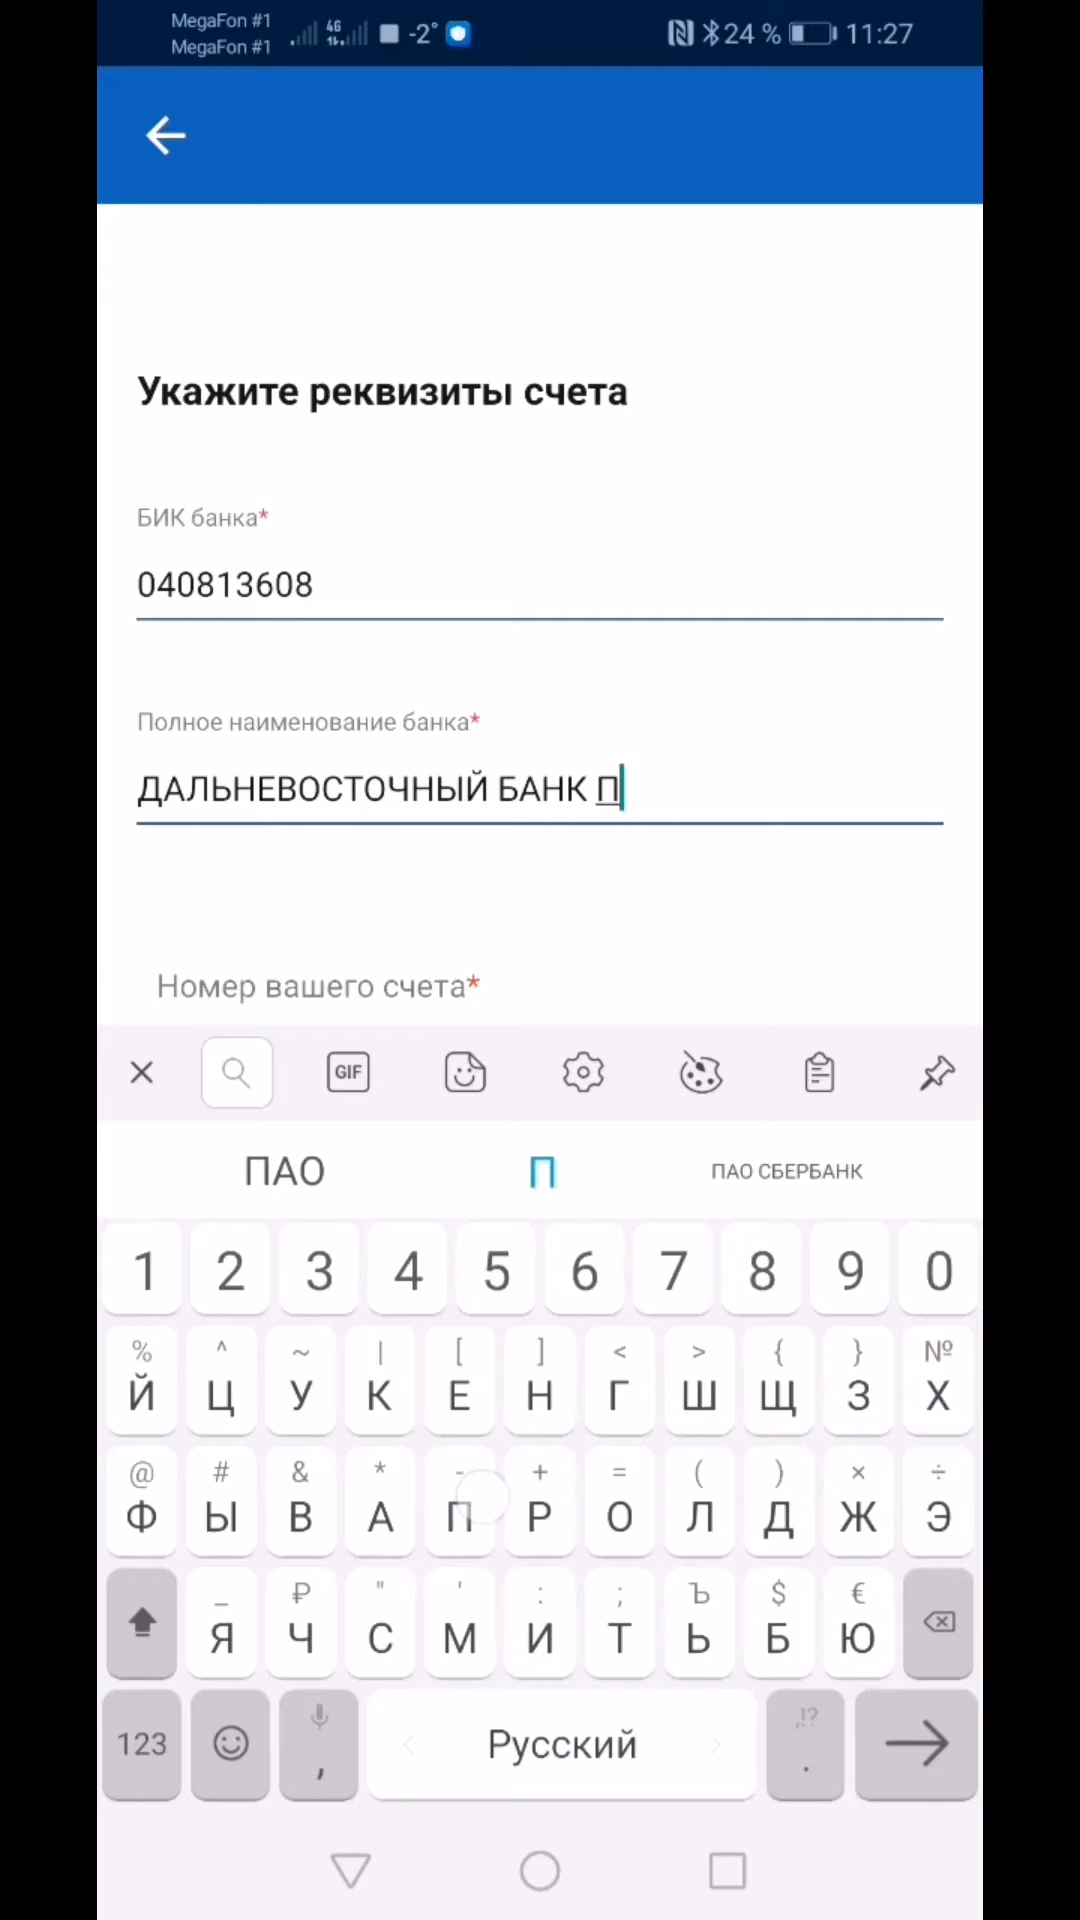 MegaFon #1
MegaFon #1
4G
-2°
24 %
11:27
Укажите реквизиты счета
БИК банка*
040813608
Полное наименование банка*
ДАЛЬНЕВОСТОЧНЫЙ БАНК П
Номер вашего счета*
GIF
ПАО П ПАО СБЕРБАНК
1 2 3 4 5 6 7 8 9 0
% ^ ~ | [ ] < > { } №
Й Ц У К Е Н Г Ш Щ З Х
@ # & * - + = ( ) × ÷
Ф Ы В А П Р О Л Д Ж Э
_ ₽ " ' : ; Ъ $ €
Я Ч С М И Т Ь Б Ю
,!?
123 , Русский .